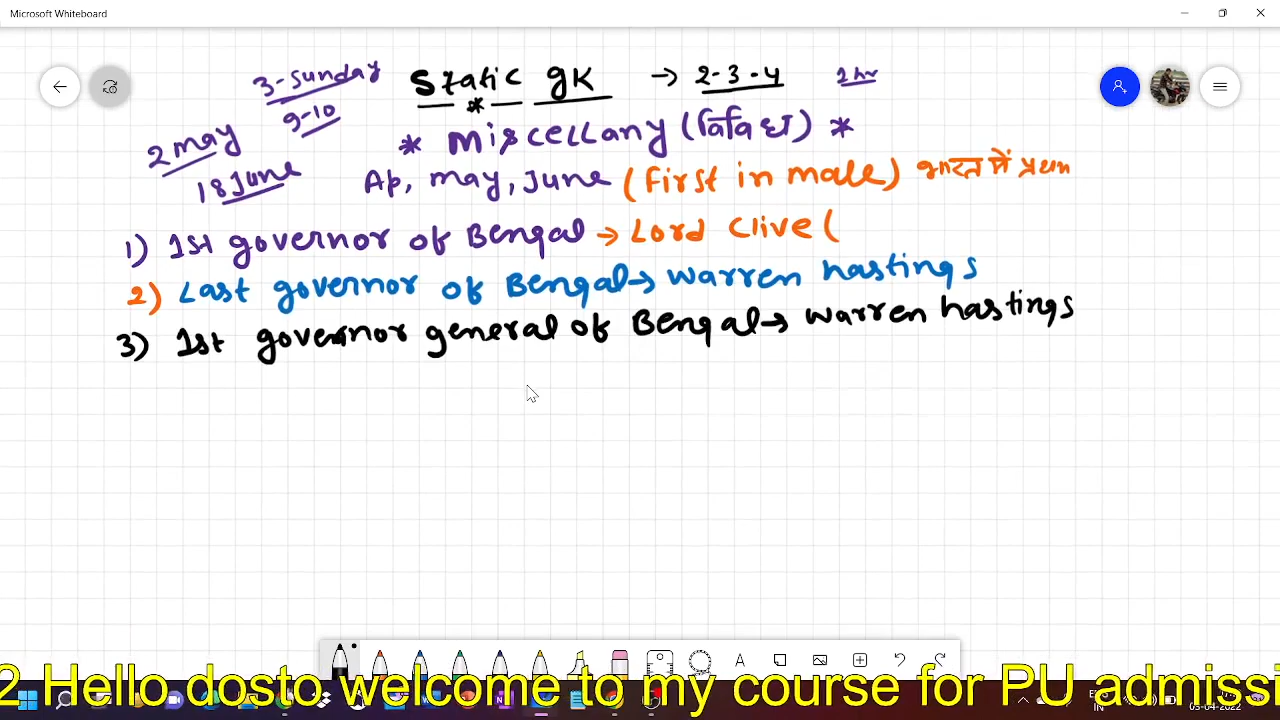 Microsoft Whiteboard
3-Sunday Static gk → 2-3-4 1hr
9-10
* Miscellany (विविधा) *
2 may
18 June
Ap, may, June (First in male) भारत में प्रथम
1) 1st governor of Bengal → Lord Clive (
2) Last governor of Bengal → warren hastings
3) 1st governor general of Bengal → warren hastings
2 Hello dosto welcome to my course for PU admissi